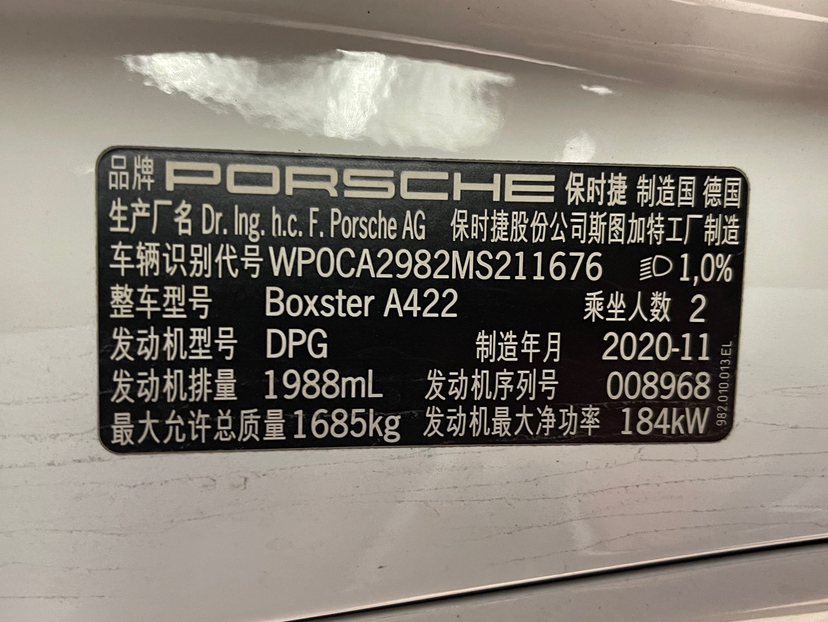 品牌 PORSCHE 保时捷 制造国 德国
生产厂名 Dr. Ing. h.c. F. Porsche AG 保时捷股份公司斯图加特工厂制造
车辆识别代号 WP0CA2982MS211676 1,0%
整车型号 Boxster A422 乘坐人数 2
发动机型号 DPG 制造年月 2020-11
发动机排量 1988mL 发动机序列号 008968
最大允许总质量 1685kg 发动机最大净功率 184kW
982.010.013.EL